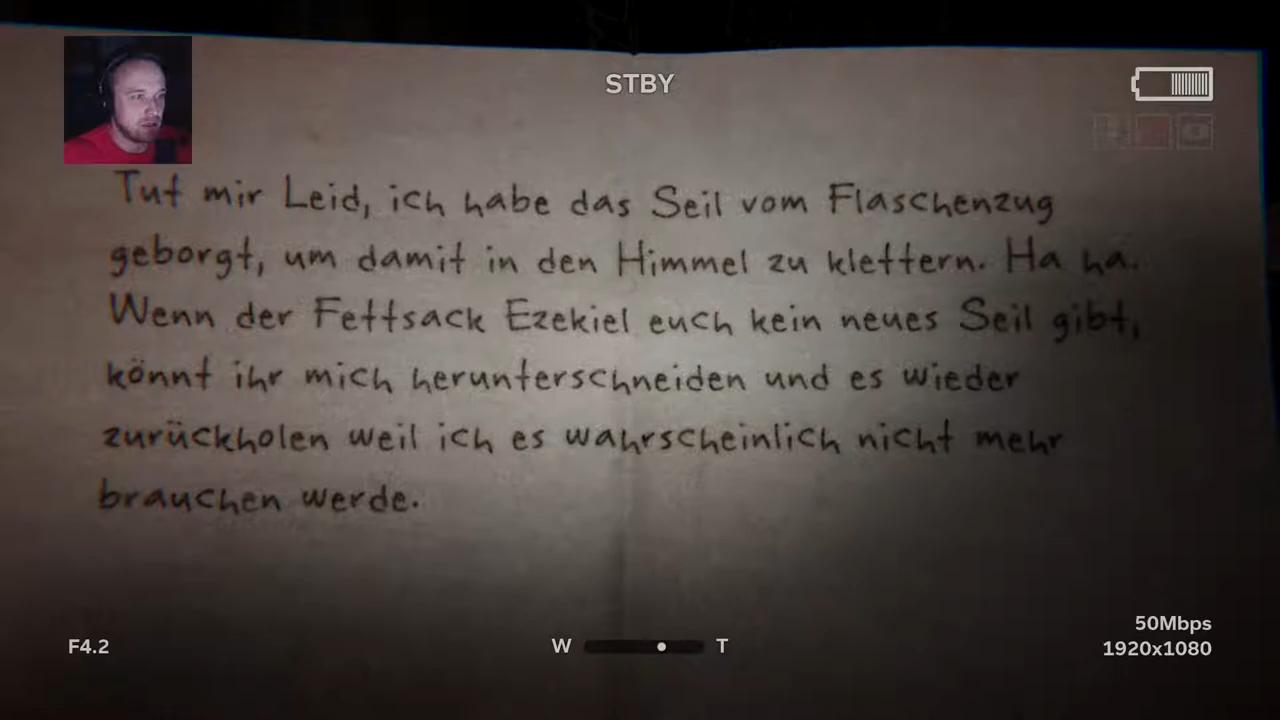 STBY
Tut mir Leid, ich habe das Seil vom Flaschenzug
geborgt, um damit in den Himmel zu klettern. Ha ha.
Wenn der Fettsack Ezekiel euch kein neues Seil gibt,
könnt ihr mich herunterschneiden und es wieder
zurückholen weil ich es wahrscheinlich nicht mehr
brauchen werde.
F4.2
W T
50Mbps
1920x1080